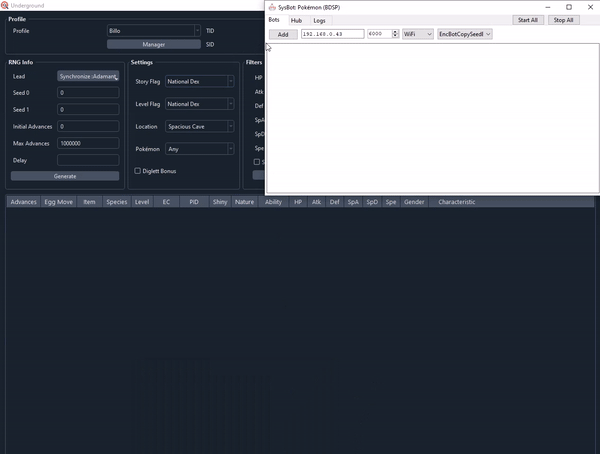 Underground
Profile
Profile
Billo
TID
Manager
SID
RNG Info
Lead
Synchronize :Adamant
Seed 0
0
Seed 1
0
Initial Advances
0
Max Advances
1000000
Delay
Generate
Settings
Story Flag
National Dex
Level Flag
National Dex
Location
Spacious Cave
Pokémon
Any
Diglett Bonus
Filters
HP
Atk
Def
SpA
SpD
Spe
SysBot: Pokémon (BDSP)
Bots Hub Logs
Start All Stop All
Add
192.168.0.43
6000
WiFi
EncBotCopySeedl
Advances Egg Move Item Species Level EC PID Shiny Nature Ability HP Atk Def SpA SpD Spe Gender Characteristic